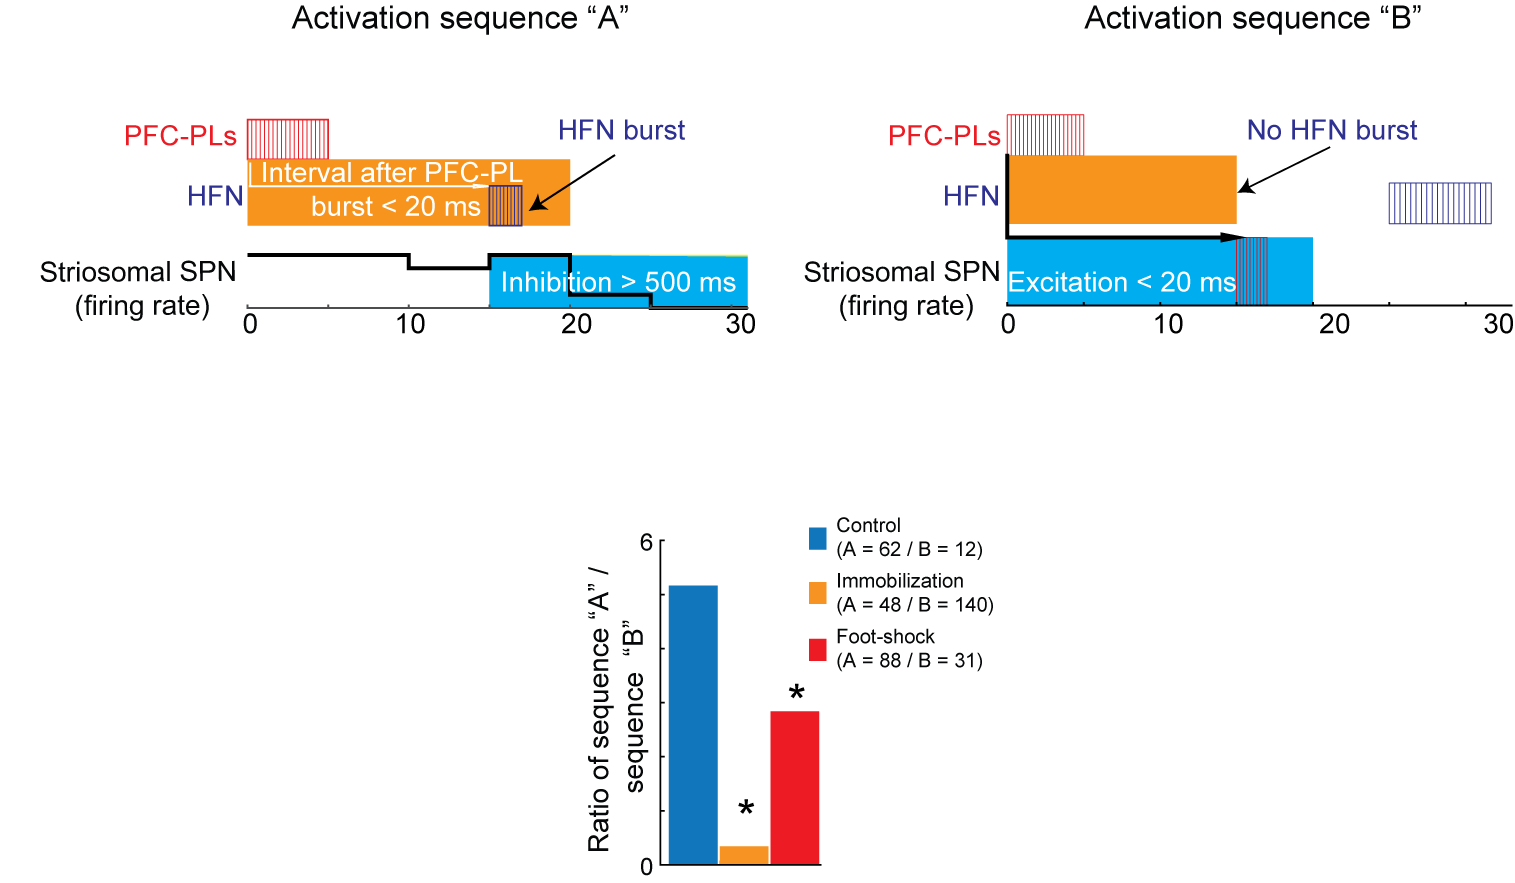 Activation sequence “A”
Activation sequence “B”
PFC-PLs
HFN burst
Interval after PFC-PL
HFN
burst < 20 ms
Striosomal SPN
(firing rate)
Inhibition > 500 ms
0 10 20 30
PFC-PLs
No HFN burst
HFN
Striosomal SPN
(firing rate)
Excitation < 20 ms
0 10 20 30
Ratio of sequence “A” /
sequence “B”
6
0
*
*
Control
(A = 62 / B = 12)
Immobilization
(A = 48 / B = 140)
Foot-shock
(A = 88 / B = 31)